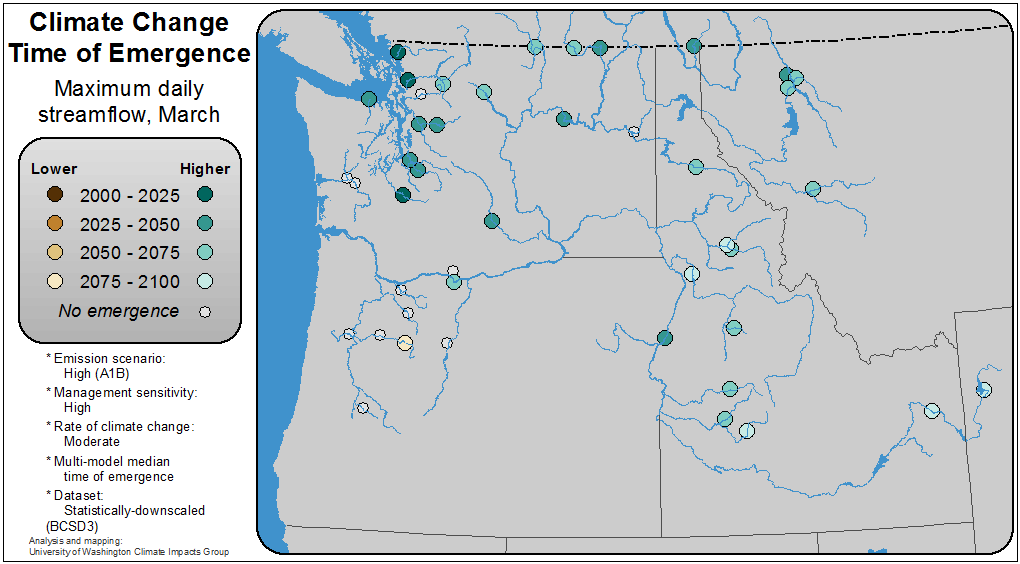 Climate Change
Time of Emergence
Maximum daily
streamflow, March
Lower Higher
2000 - 2025
2025 - 2050
2050 - 2075
2075 - 2100
No emergence
* Emission scenario:
High (A1B)
* Management sensitivity:
High
* Rate of climate change:
Moderate
* Multi-model median
time of emergence
* Dataset:
Statistically-downscaled
(BCSD3)
Analysis and mapping:
University of Washington Climate Impacts Group